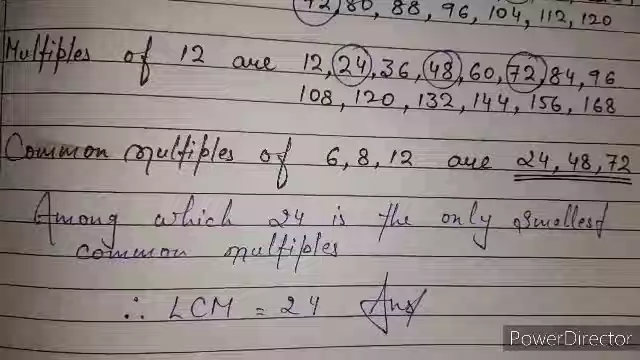 72, 80, 88, 96, 104, 112, 120
Multiples of 12 are 12, 24, 36, 48, 60, 72, 84, 96
108, 120, 132, 144, 156, 168
Common multiples of 6, 8, 12 are 24, 48, 72
Among which 24 is the only smallest
common multiples
∴ LCM = 24 Ans
PowerDirector